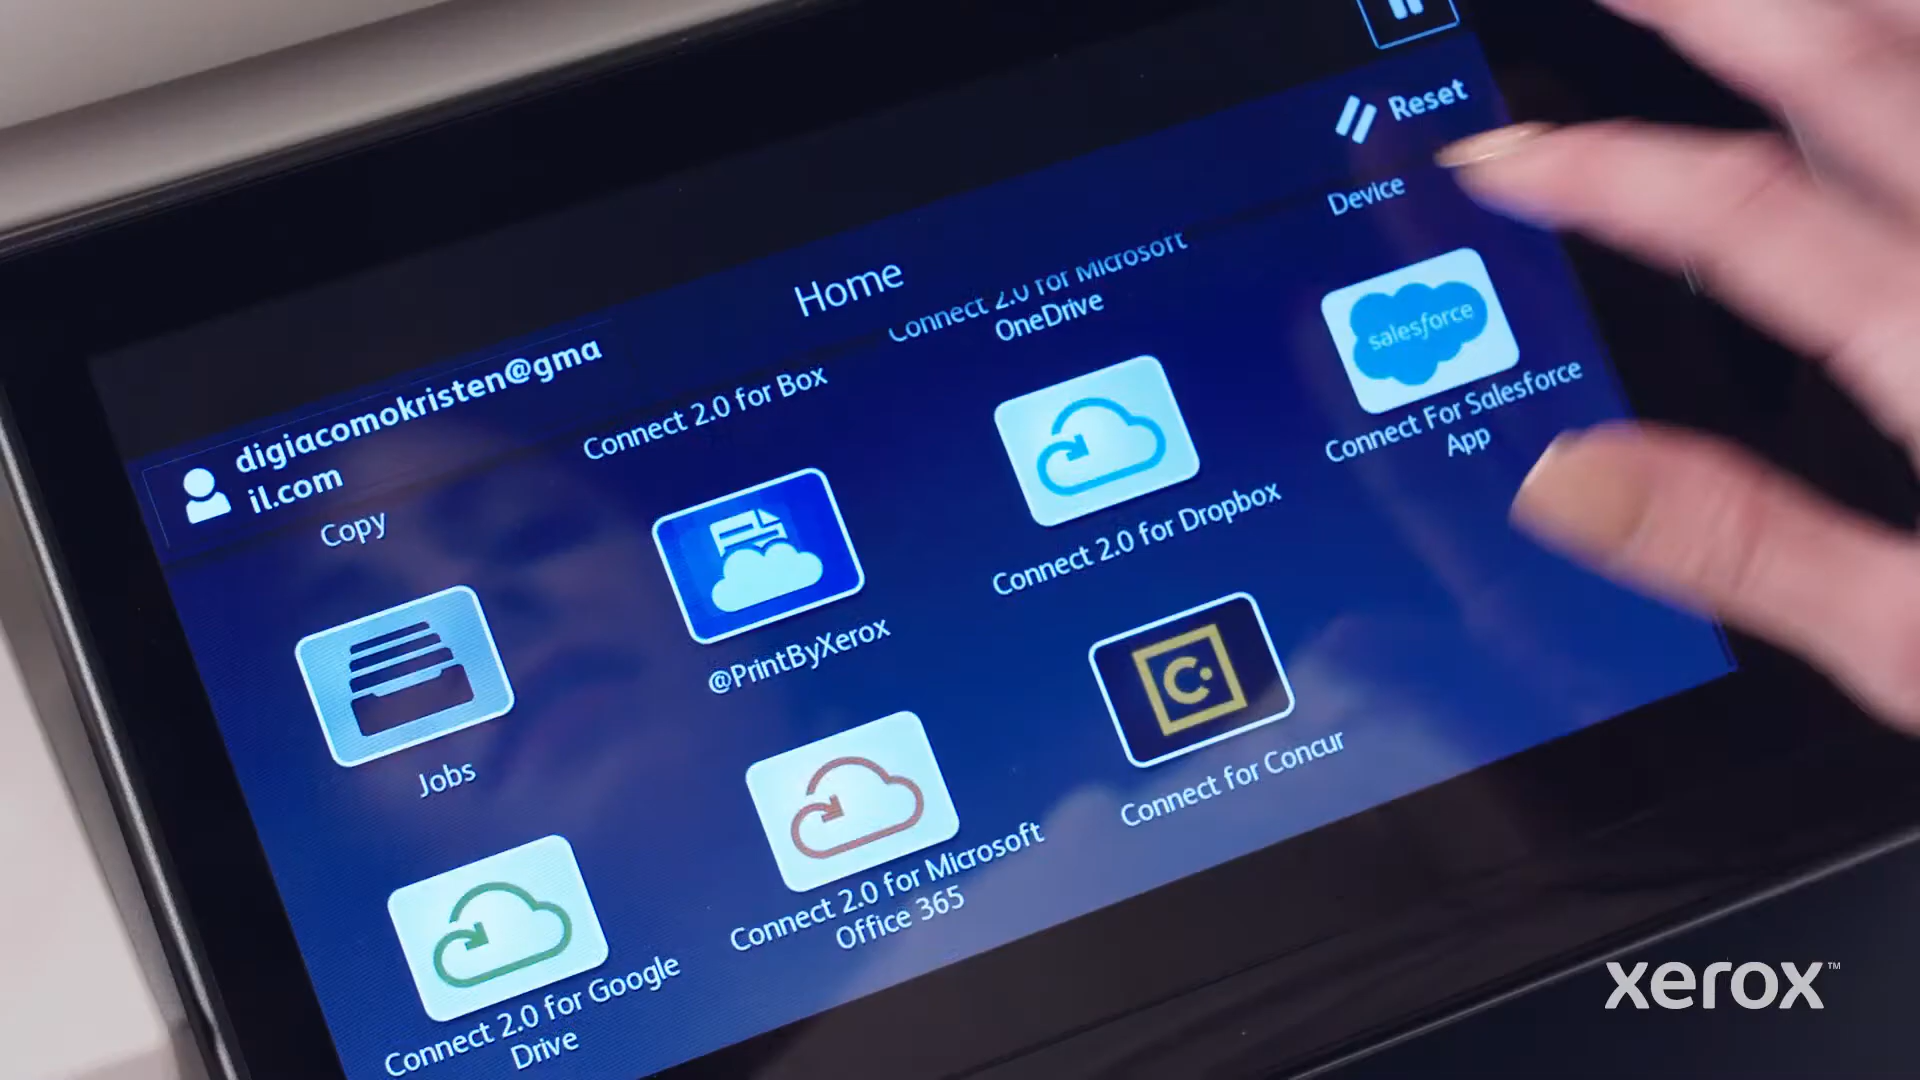 Reset
Home
digiacomokristen@gma
il.com
Device
Connect 2.0 for Microsoft
OneDrive
Connect 2.0 for Box
Copy
salesforce
Connect For Salesforce
App
Connect 2.0 for Dropbox
@PrintByXerox
Jobs
C
Connect for Concur
Connect 2.0 for Microsoft
Office 365
Connect 2.0 for Google
Drive
xerox™